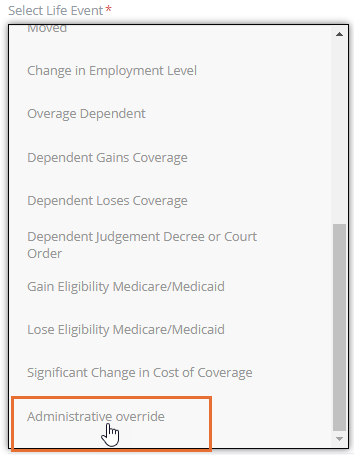 Select Life Event *
Moved
Change in Employment Level
Overage Dependent
Dependent Gains Coverage
Dependent Loses Coverage
Dependent Judgement Decree or Court
Order
Gain Eligibility Medicare/Medicaid
Lose Eligibility Medicare/Medicaid
Significant Change in Cost of Coverage
Administrative override